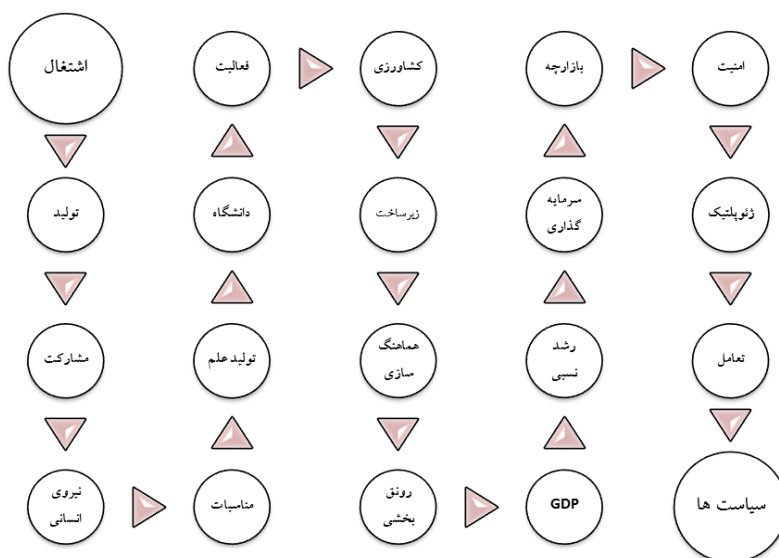 اشتغال
تولید
مشارکت
نیروی
انسانی
مناسبات
تولید علم
دانشگاه
فعالیت
کشاورزی
زیرساخت
هماهنگ
سازی
رونق
بخشی
GDP
رشد
نسبی
سرمایه
گذاری
بازارچه
امنیت
ژئوپلتیک
تعامل
سیاست ها